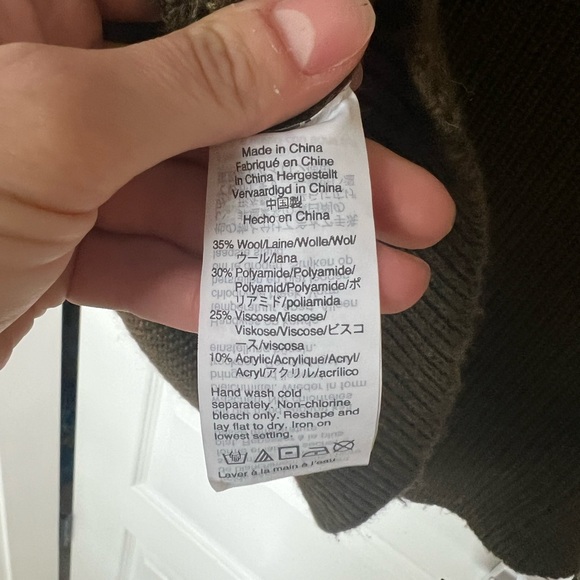 Made in China
Fabriqué en Chine
In China Hergestellt
Vervaardigd in China
中国製
Hecho en China
35% Wool/Laine/Wolle/Wol/
ウール/lana
30% Polyamide/Polyamide/
Polyamid/Polyamide/ポ
リアミド/poliamida
25% Viscose/Viscose/
Viskose/Viscose/ビスコ
ース/viscosa
10% Acrylic/Acrylique/Acryl/
Acryl/アクリル/acrilico
Hand wash cold
separately. Non-chlorine
bleach only. Reshape and
lay flat to dry. Iron on
lowest setting.
Laver à la main à l'eau